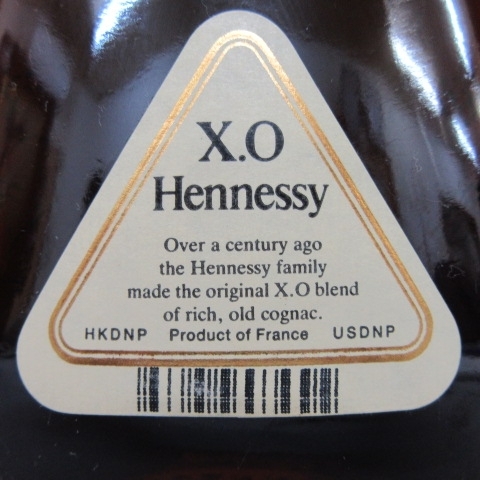 X.O
Hennessy
Over a century ago
the Hennessy family
made the original X.O blend
of rich, old cognac.
HKDNP Product of France USDNP